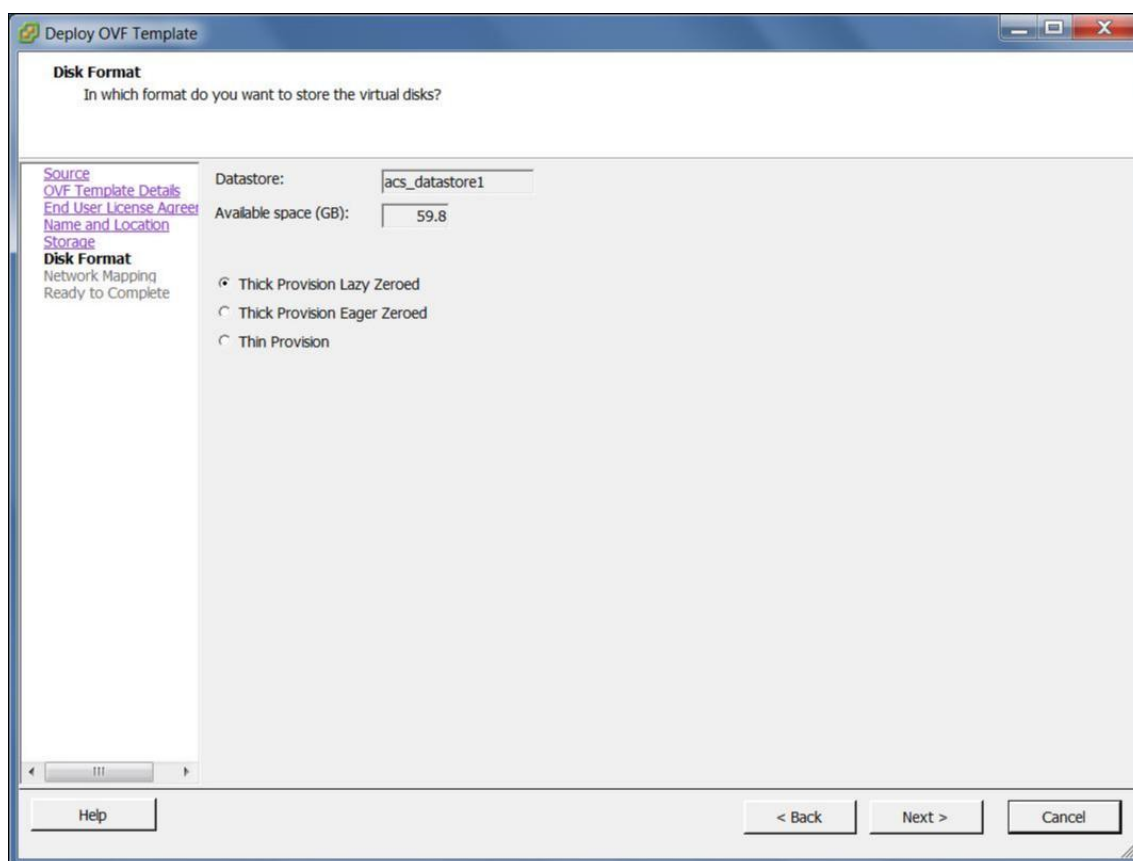 Deploy OVF Template
Disk Format
In which format do you want to store the virtual disks?
Source
OVF Template Details
End User License Agreer
Name and Location
Storage
Disk Format
Network Mapping
Ready to Complete
Datastore: acs_datastore1
Available space (GB): 59.8
Thick Provision Lazy Zeroed
Thick Provision Eager Zeroed
Thin Provision
Help < Back Next > Cancel